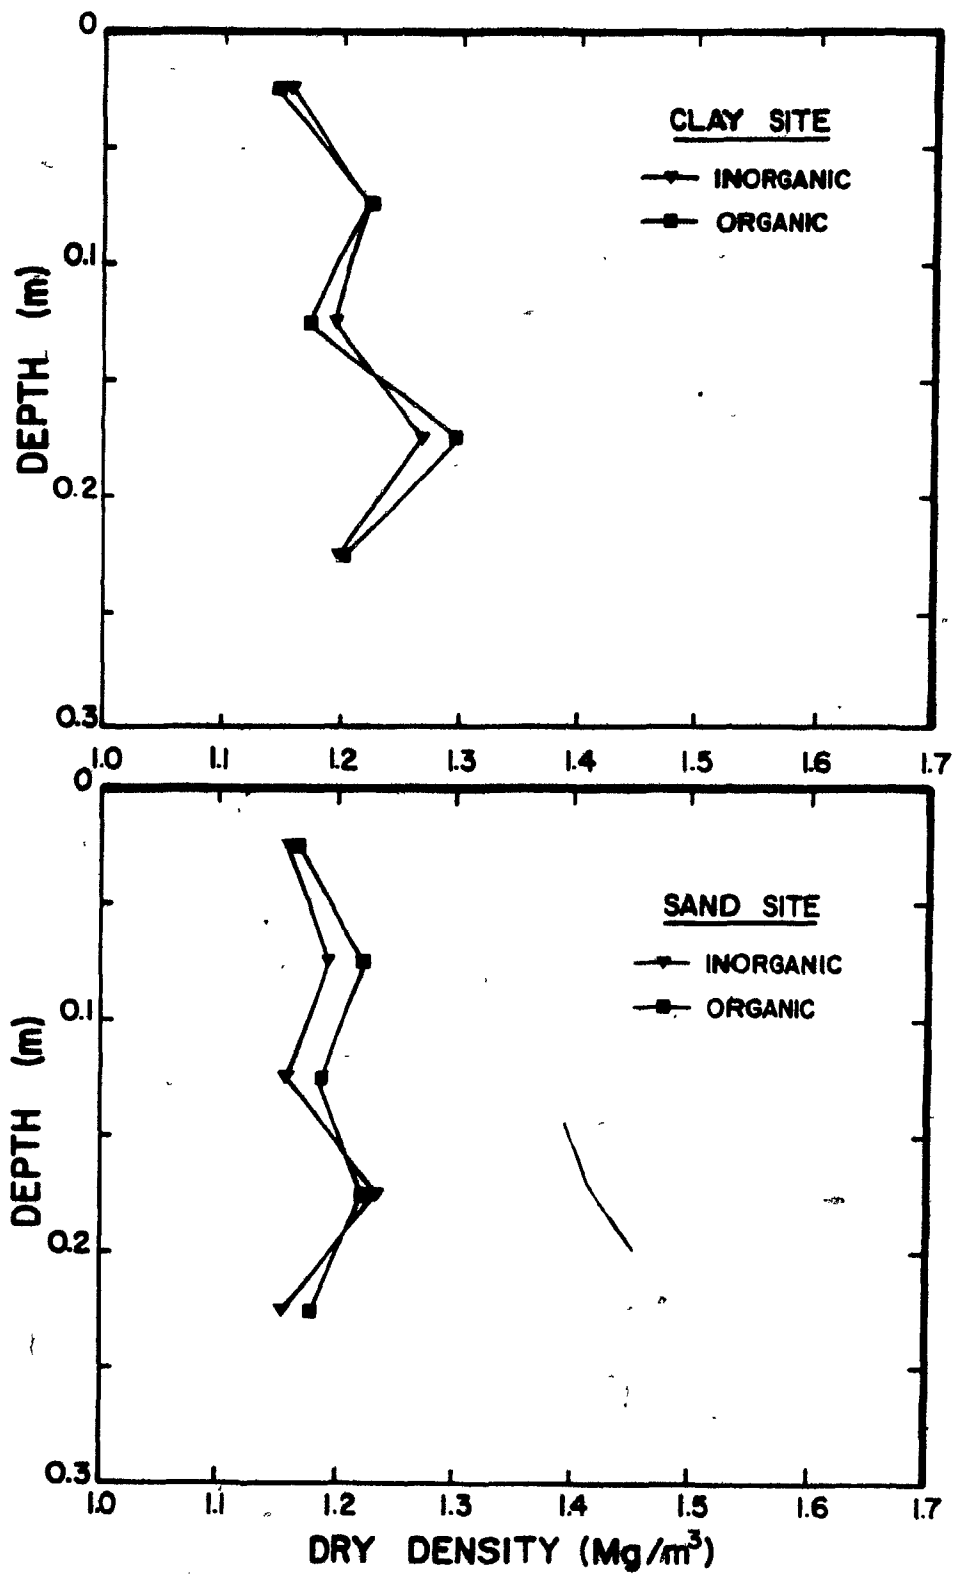 0
CLAY SITE
INORGANIC
ORGANIC
0.1
DEPTH (m)
0.2
0.3
1.0 1.1 1.2 1.3 1.4 1.5 1.6 1.7
0
SAND SITE
INORGANIC
ORGANIC
0.1
DEPTH (m)
0.2
0.3
1.0 1.1 1.2 1.3 1.4 1.5 1.6 1.7
DRY DENSITY (Mg/m³)